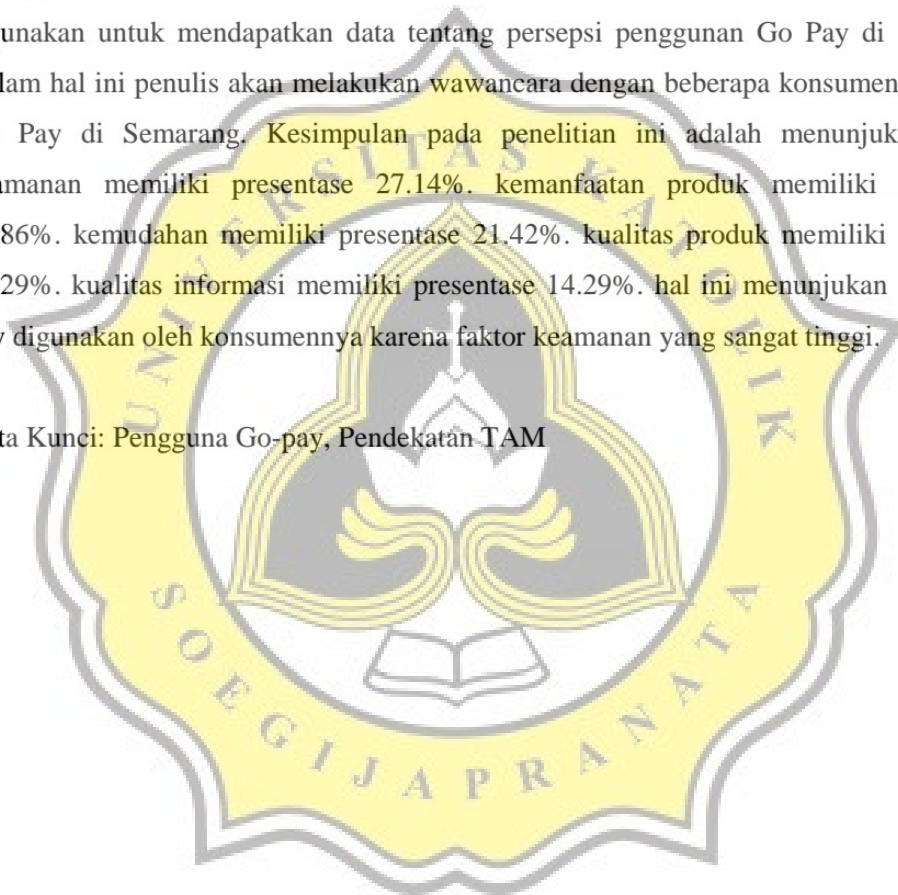 unakan untuk mendapatkan data tentang persepsi penggunan Go Pay di
lam hal ini penulis akan melakukan wawancara dengan beberapa konsumen
Pay di Semarang. Kesimpulan pada penelitian ini adalah menunjuk
amanan memiliki presentase 27.14%. kemanfaatan produk memiliki
86%. kemudahan memiliki presentase 21.42%. kualitas produk memiliki
29%. kualitas informasi memiliki presentase 14.29%. hal ini menunjukan
y digunakan oleh konsumennya karena faktor keamanan yang sangat tinggi.
ta Kunci: Pengguna Go-pay, Pendekatan TAM
UNIVERSITAS KATOLIK
SOEGIJAPRANATA